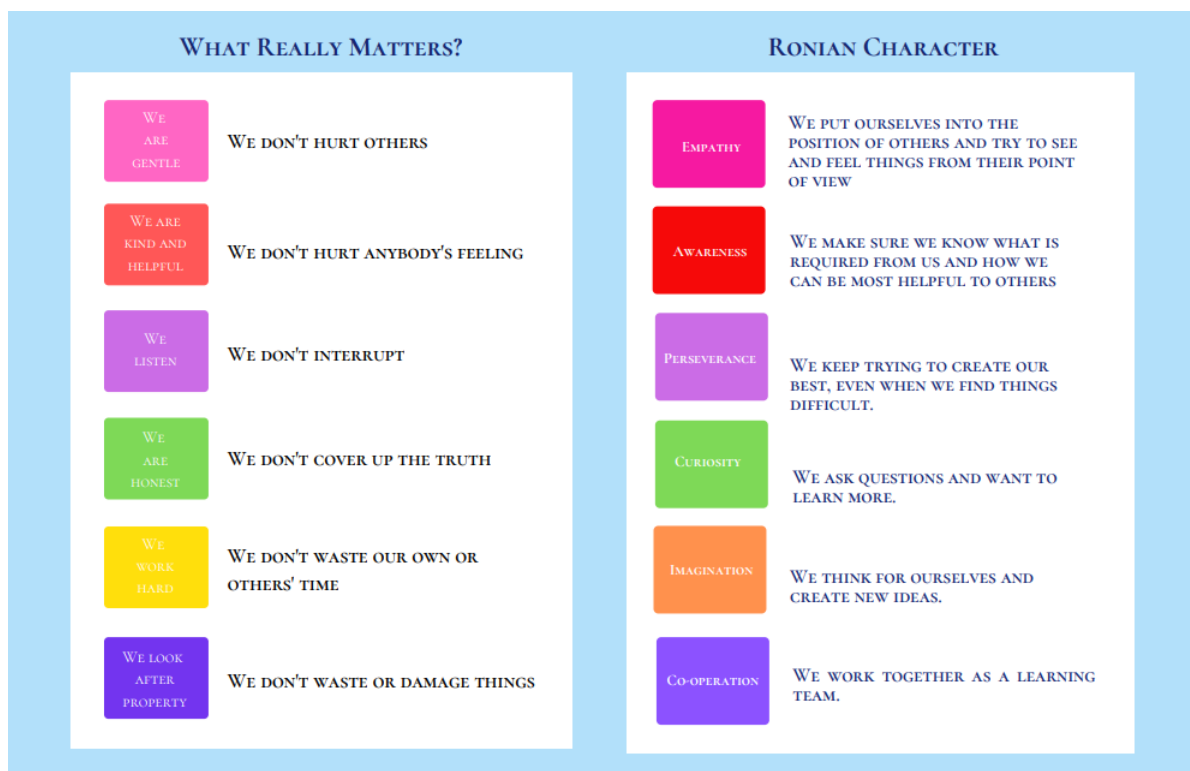 What Really Matters?
We
are
gentle
We don't hurt others
We are
kind and
helpful
We don't hurt anybody's feeling
We
listen
We don't interrupt
We
are
honest
We don't cover up the truth
We
work
hard
We don't waste our own or
others' time
We look
after
property
We don't waste or damage things
Ronian Character
Empathy
We put ourselves into the
position of others and try to see
and feel things from their point
of view
Awareness
We make sure we know what is
required from us and how we
can be most helpful to others
Perseverance
We keep trying to create our
best, even when we find things
difficult.
Curiosity
We ask questions and want to
learn more.
Imagination
We think for ourselves and
create new ideas.
Co-operation
We work together as a learning
team.